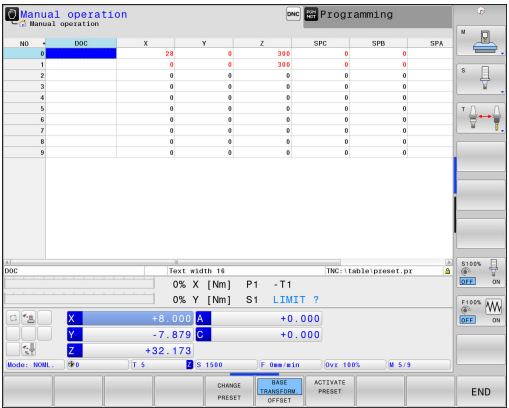 Manual operation
Manual operation
DNC
PGM MGT
Programming
NO DOC X Y Z SPC SPB SPA
0 28 0 300 0 0
1 0 0 300 0 0
2 0 0 0 0 0
3 0 0 0 0 0
4 0 0 0 0 0
5 0 0 0 0 0
6 0 0 0 0 0
7 0 0 0 0 0
8 0 0 0 0 0
9 0 0 0 0 0
DOC Text width 16 TNC:\table\preset.pr
0% X [Nm] P1 -T1
0% Y [Nm] S1 LIMIT ?
X +8.000 A +0.000
Y -7.879 C +0.000
Z +32.173
Mode: NOML. 0 T 5 Z S 1500 F 0mm/min Ovr 100% M 5/9
CHANGE PRESET
BASE TRANSFORM. OFFSET
ACTIVATE PRESET
END
M
S
T
S100%
OFF ON
F100%
OFF ON